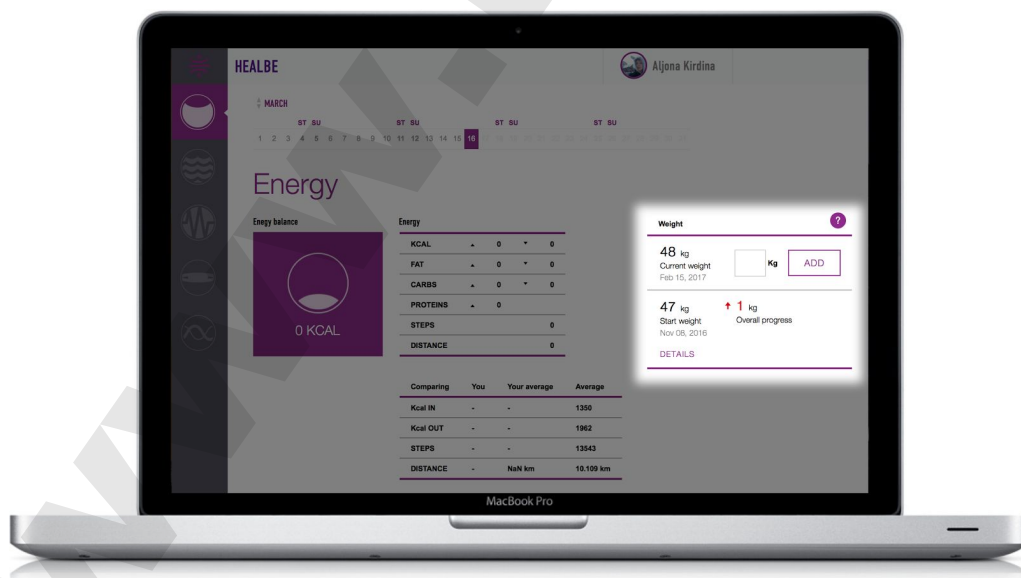 HEALBE
Aljona Kirdina
MARCH
ST SU ST SU ST SU ST SU
1 2 3 4 5 6 7 8 9 10 11 12 13 14 15 16
Energy
Enegy balance
0 KCAL
Energy
KCAL ▲ 0 ▼ 0
FAT ▲ 0 ▼ 0
CARBS ▲ 0 ▼ 0
PROTEINS ▲ 0
STEPS 0
DISTANCE 0
Comparing You Your average Average
Kcal IN - - 1350
Kcal OUT - - 1962
STEPS - - 13543
DISTANCE - NaN km 10.109 km
Weight ?
48 kg
Current weight
Feb 15, 2017
Kg ADD
47 kg
Start weight
Nov 08, 2016
↑ 1 kg
Overall progress
DETAILS
MacBook Pro
www.